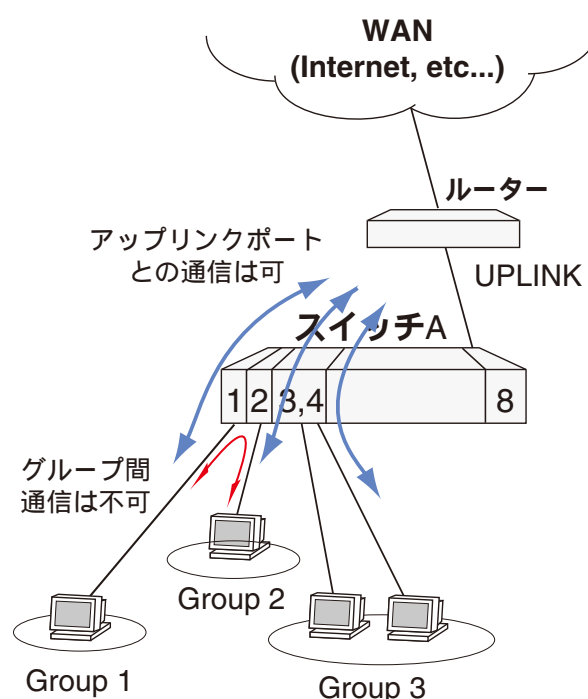 WAN
(Internet, etc...)
ルーター
アップリンクポート
との通信は可
UPLINK
スイッチA
1
2
3,4
8
グループ間
通信は不可
Group 2
Group 1
Group 3